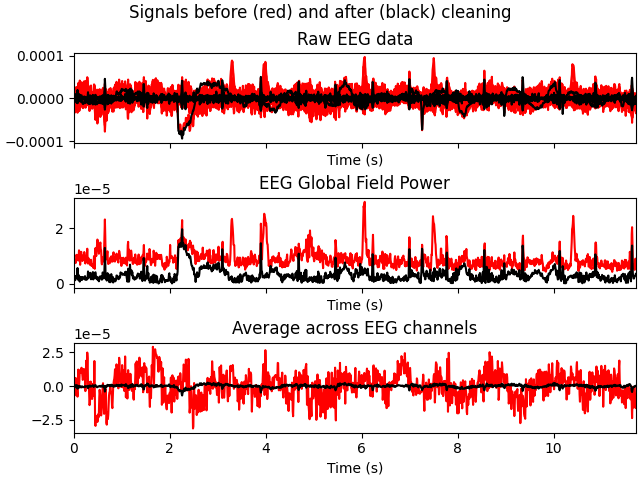 Signals before (red) and after (black) cleaning
Raw EEG data
0.0001
0.0000
−0.0001
Time (s)
EEG Global Field Power
1e−5
2
0
Time (s)
Average across EEG channels
1e−5
2.5
0.0
−2.5
0 2 4 6 8 10
Time (s)